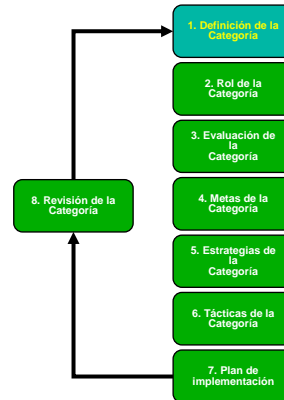 1. Definición de la
Categoría
2. Rol de la
Categoría
3. Evaluación de
la
Categoría
8. Revisión de la
Categoría
4. Metas de la
Categoría
5. Estrategias de
la
Categoría
6. Tácticas de la
Categoría
7. Plan de
implementación